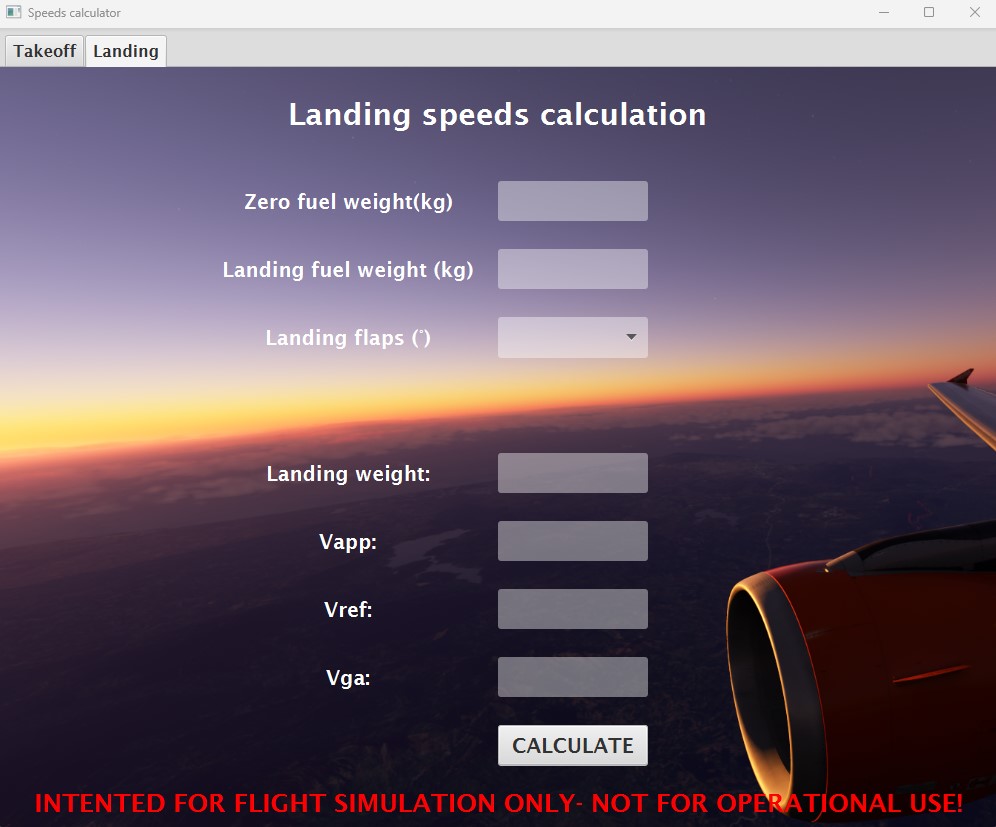 Speeds calculator
Takeoff Landing
Landing speeds calculation
Zero fuel weight(kg)
Landing fuel weight (kg)
Landing flaps (°)
Landing weight:
Vapp:
Vref:
Vga:
CALCULATE
INTENTED FOR FLIGHT SIMULATION ONLY- NOT FOR OPERATIONAL USE!